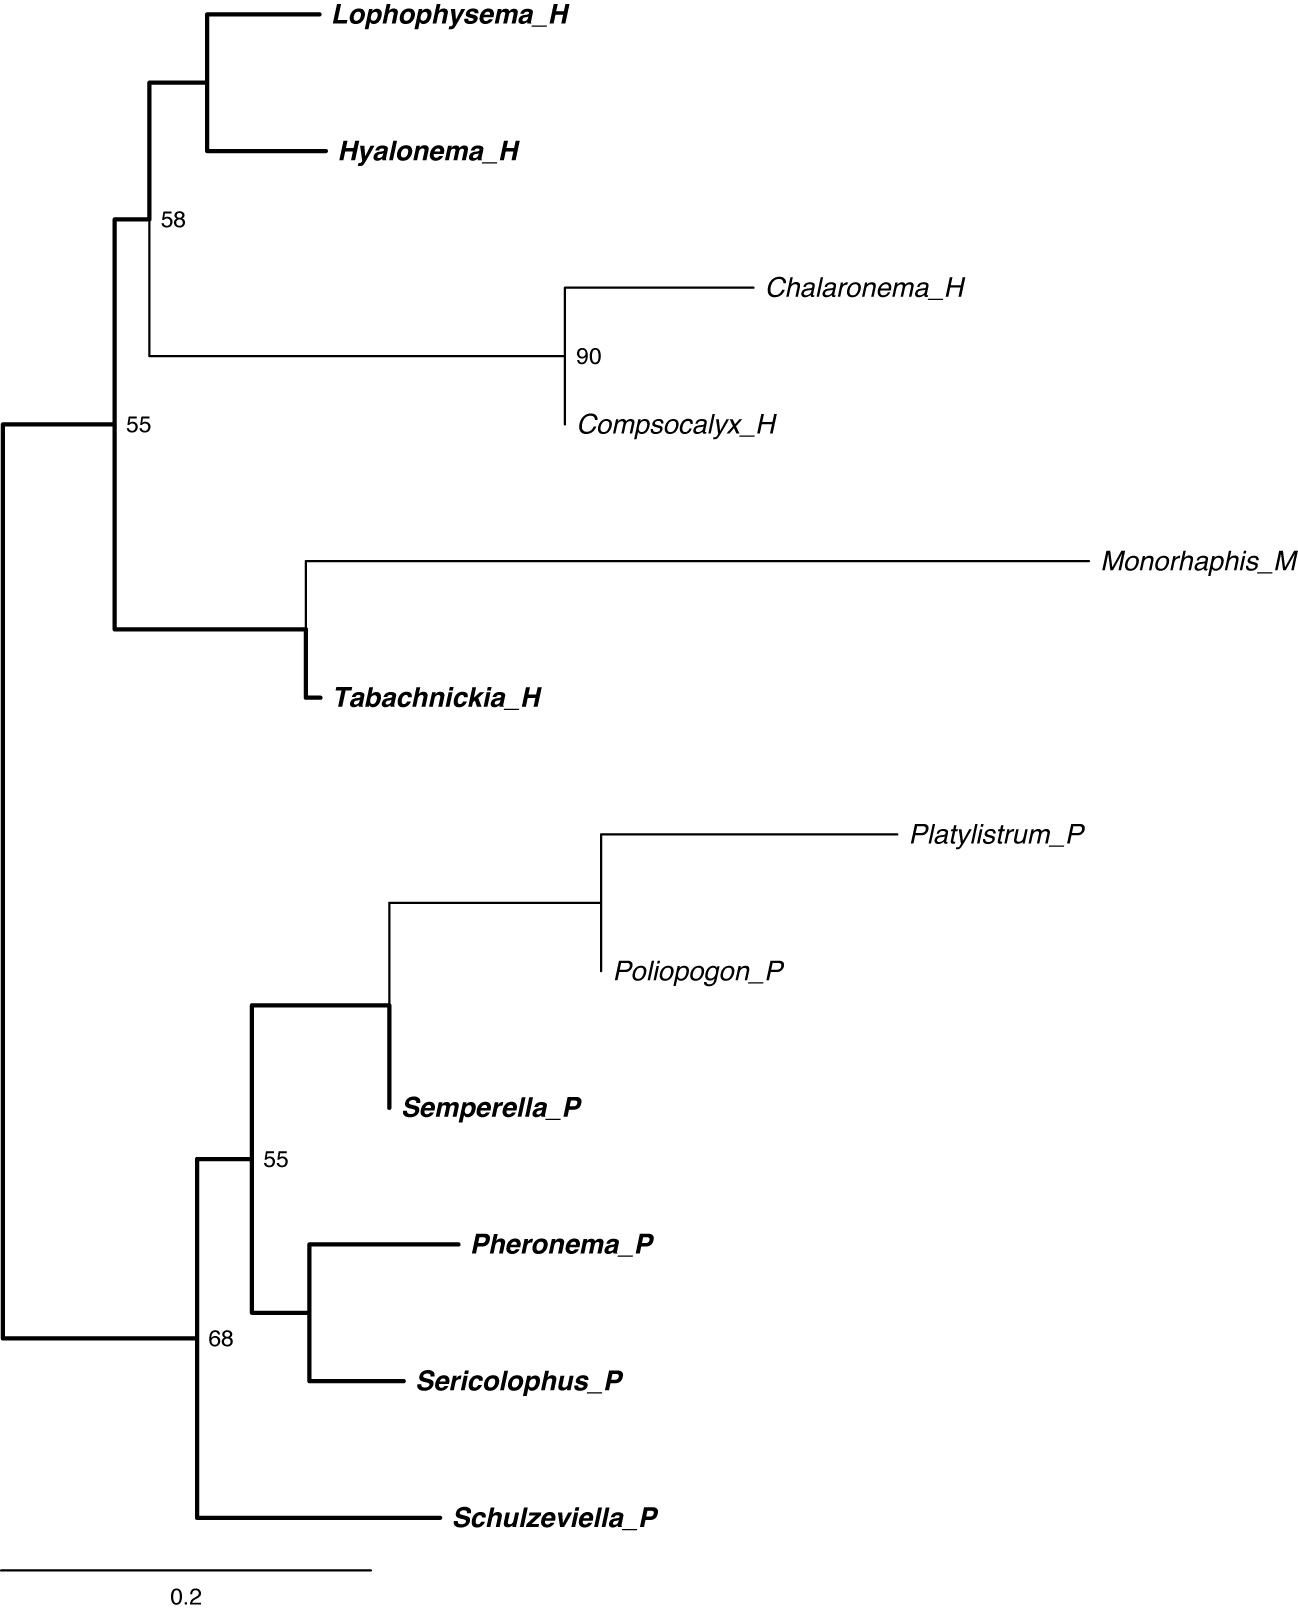 Lophophysema_H
Hyalonema_H
58
Chalaronema_H
90
Compsocalyx_H
55
Monorhaphis_M
Tabachnickia_H
Platylistrum_P
Poliopogon_P
Semperella_P
55
Pheronema_P
68
Sericolophus_P
Schulzeviella_P
0.2